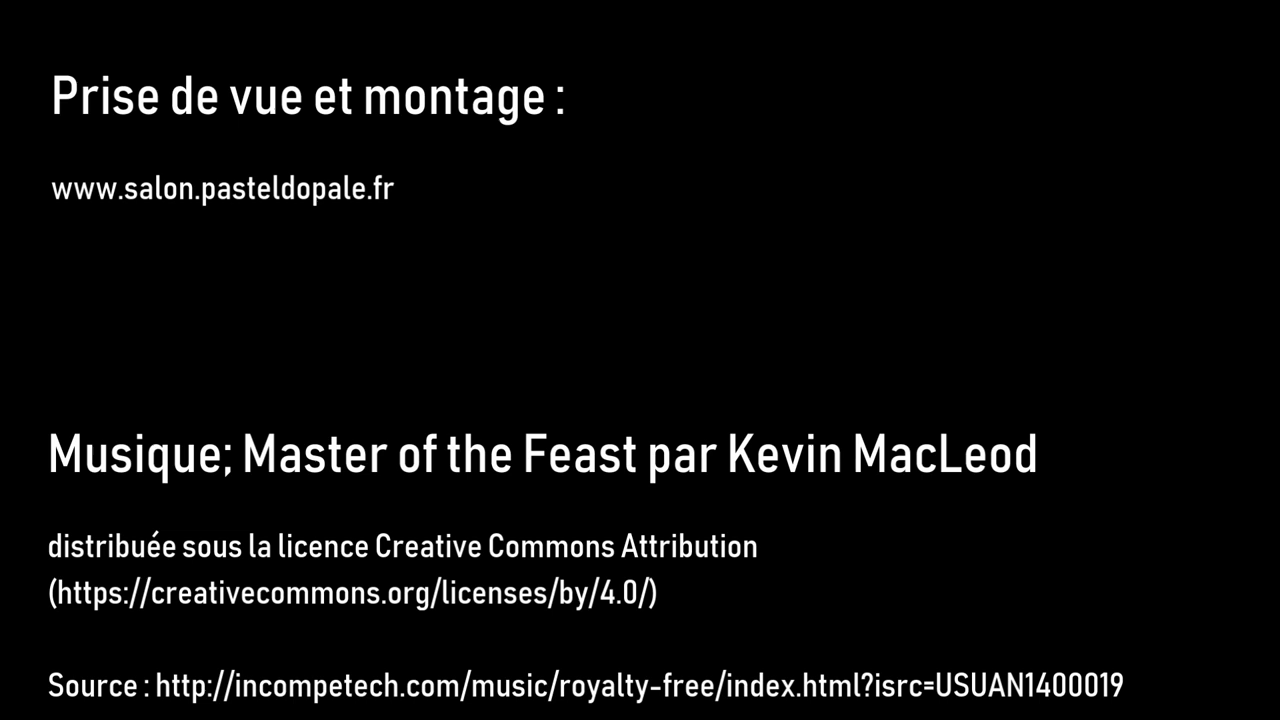 Prise de vue et montage :
www.salon.pasteldopale.fr
Musique; Master of the Feast par Kevin MacLeod
distribuée sous la licence Creative Commons Attribution
(https://creativecommons.org/licenses/by/4.0/)
Source : http://incompetech.com/music/royalty-free/index.html?isrc=USUAN1400019